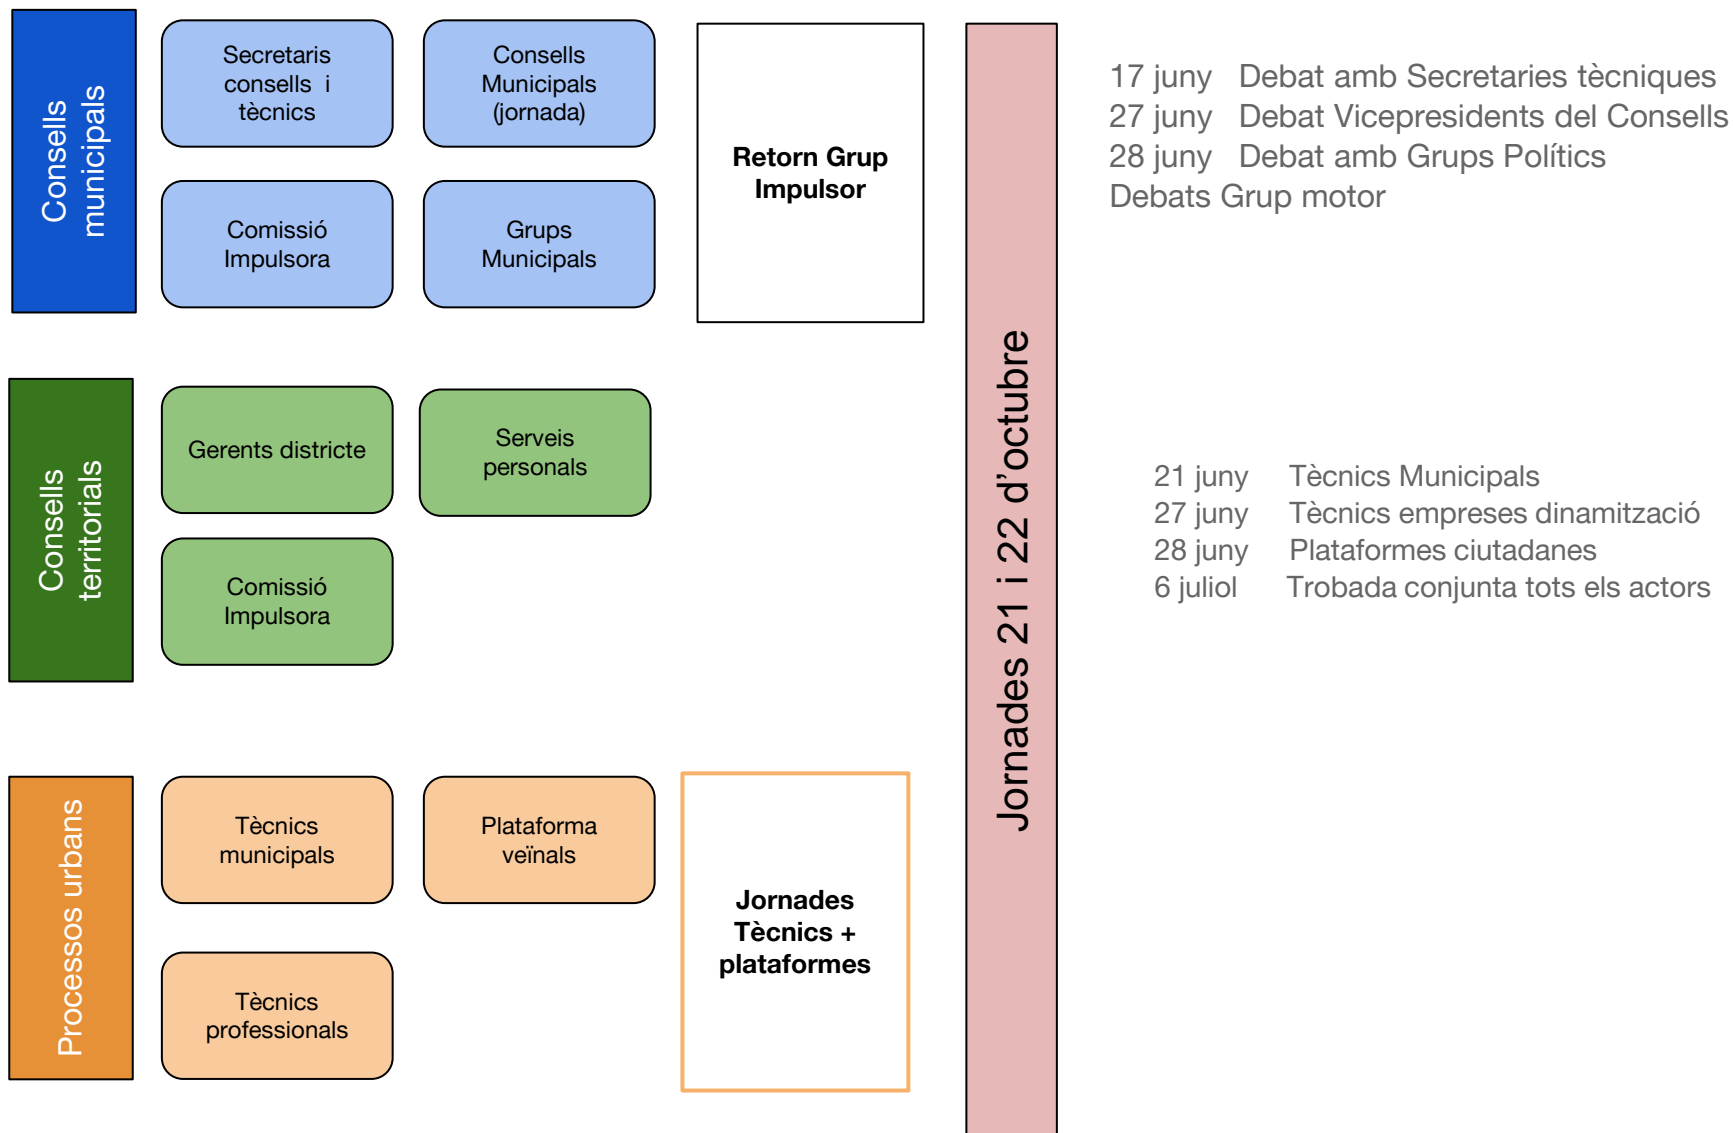 Consells
municipals
Secretaris
consells i
tècnics
Consells
Municipals
(jornada)
Comissió
Impulsora
Grups
Municipals
Retorn Grup
Impulsor
Consells
territorials
Gerents districte
Serveis
personals
Comissió
Impulsora
Processos urbans
Tècnics
municipals
Plataforma
veïnals
Tècnics
professionals
Jornades
Tècnics +
plataformes
Jornades 21 i 22 d’octubre
17 juny Debat amb Secretaries tècniques
27 juny Debat Vicepresidents del Consells
28 juny Debat amb Grups Polítics
Debats Grup motor
21 juny Tècnics Municipals
27 juny Tècnics empreses dinamització
28 juny Plataformes ciutadanes
6 juliol Trobada conjunta tots els actors